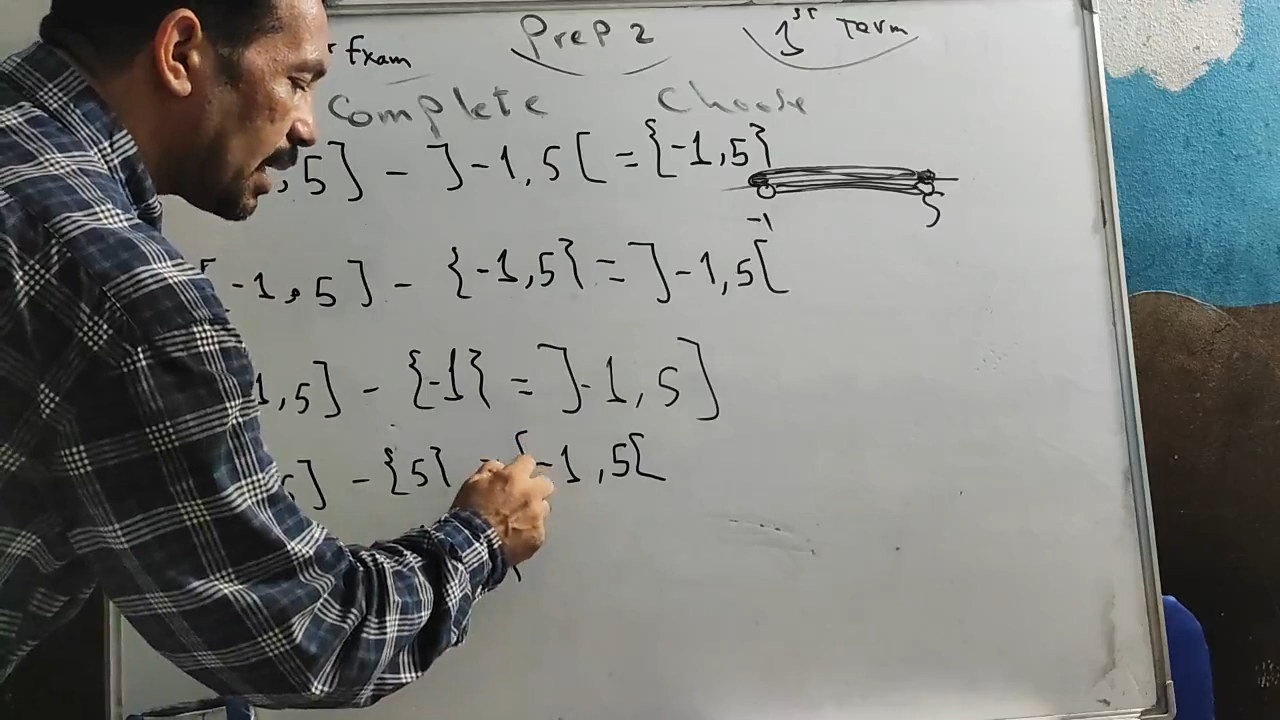 Exam Prep 2 1st Term
Complete Choose
,5] - ]-1,5[ = {-1,5}
-1 5
[-1,5] - {-1,5} = ]-1,5[
1,5] - {-1} = ]-1,5]
5] - {5} = [-1,5[